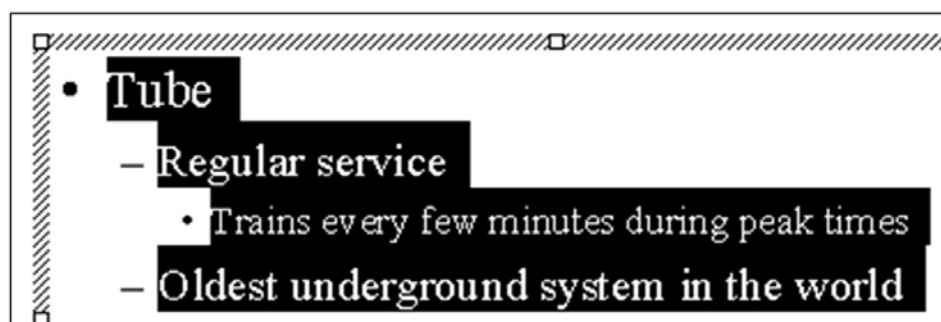 • Tube
– Regular service
• Trains every few minutes during peak times
– Oldest underground system in the world